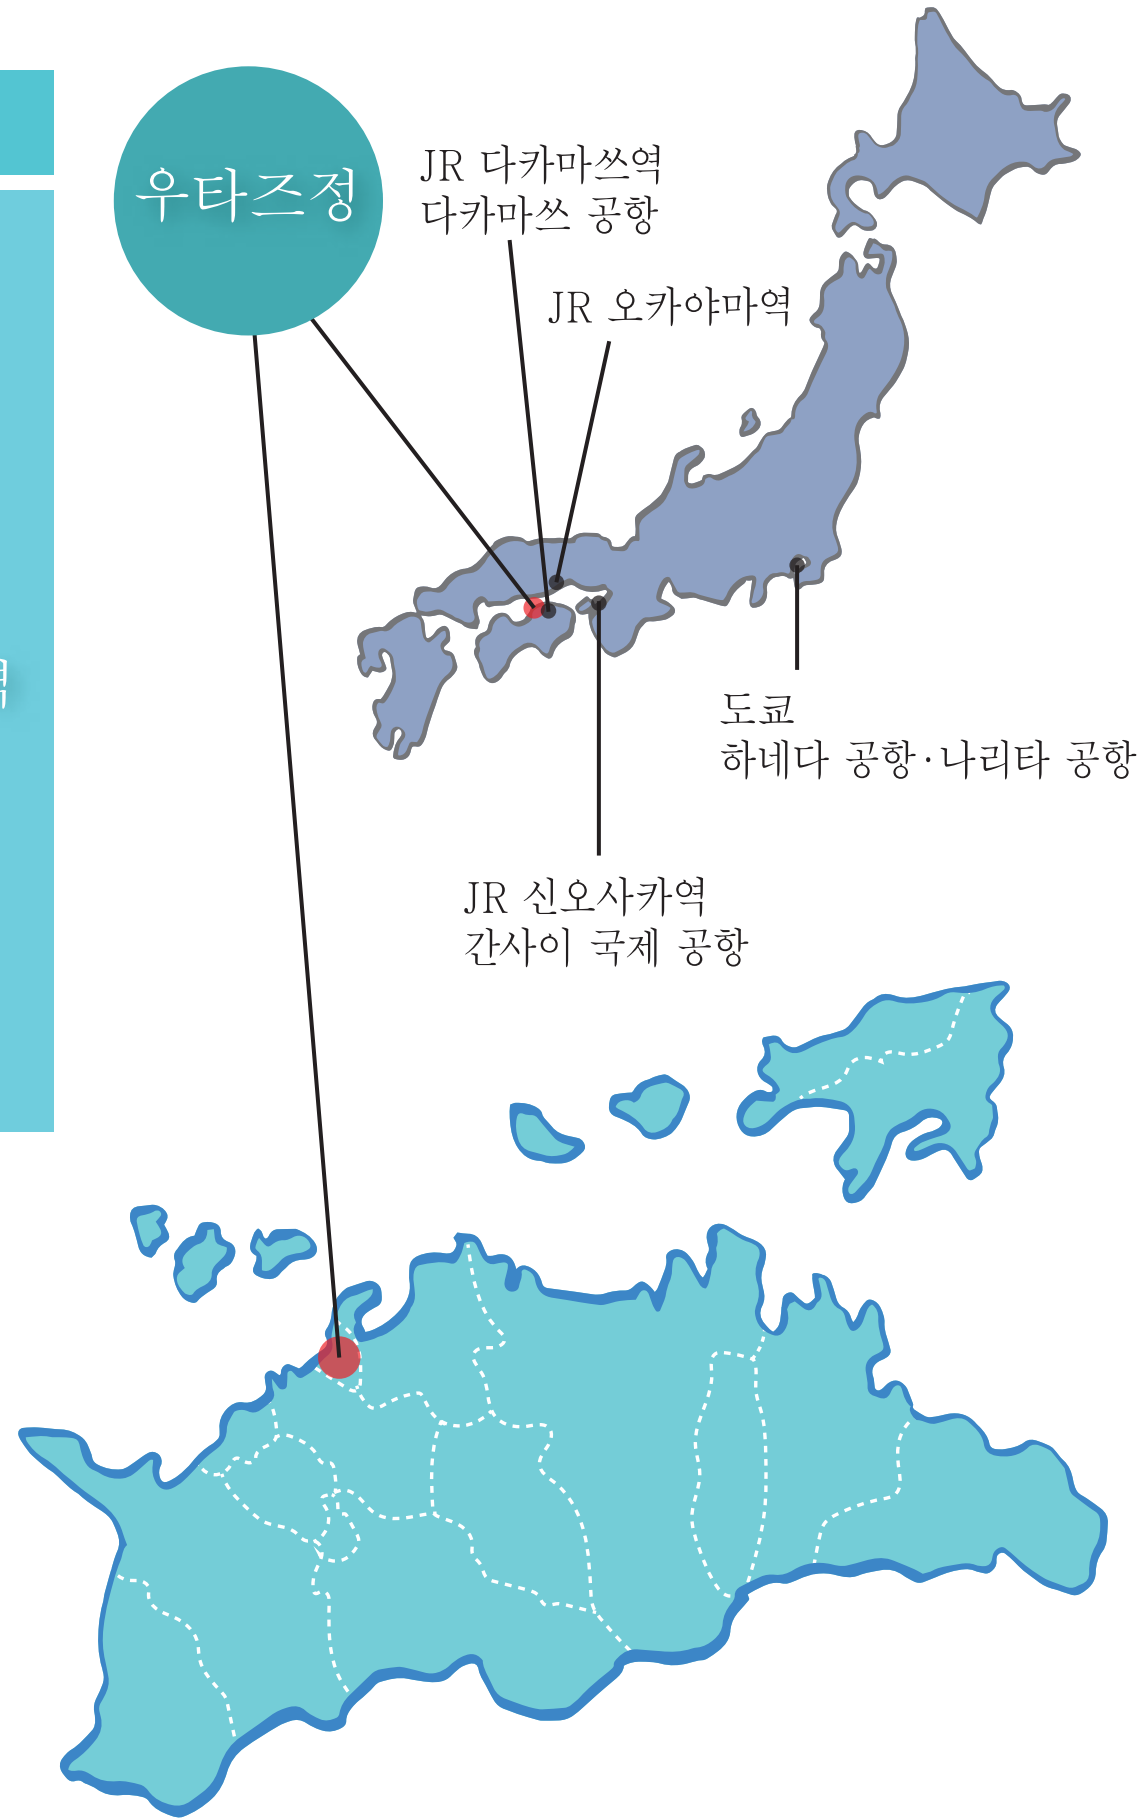 우타즈정
JR 다카마쓰역
다카마쓰 공항
JR 오카야마역
도쿄
하네다 공항·나리타 공항
JR 신오사카역
간사이 국제 공항